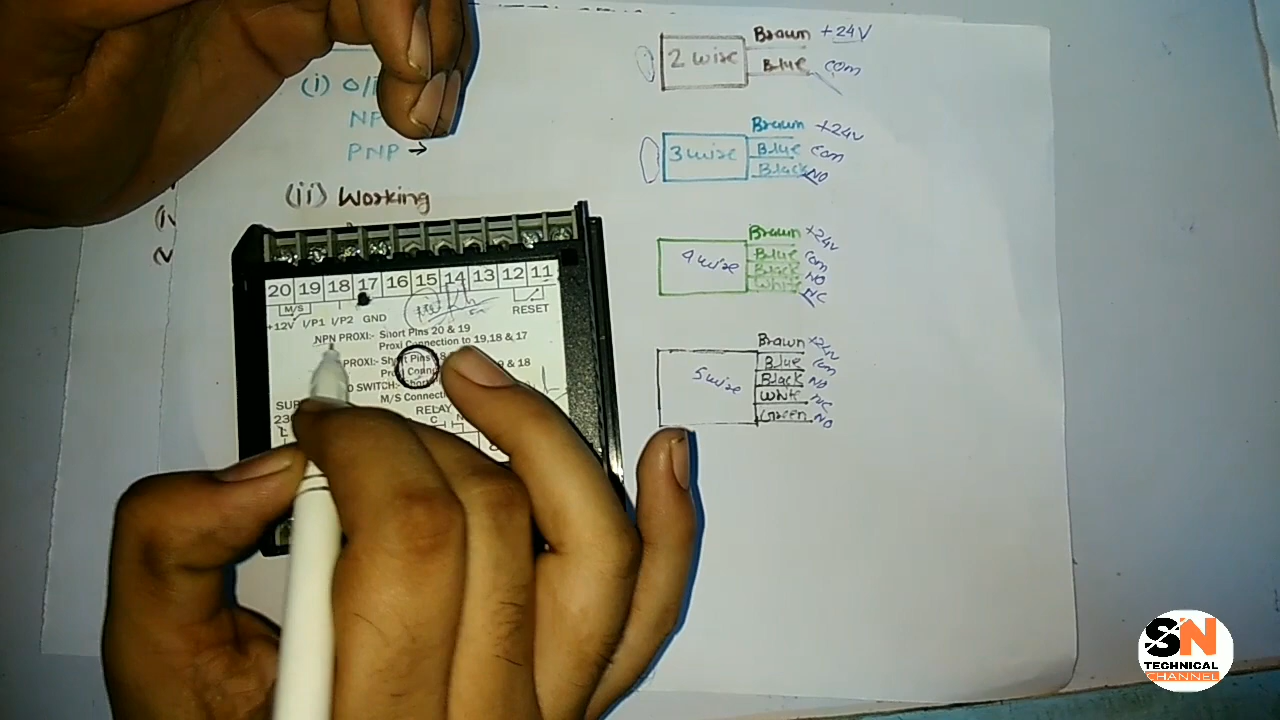 (i) O/
NP
PNP →
(ii) Working
20 19 18 17 16 15 14 13 12 11
M/S
+12V I/P1 I/P2 GND
RESET
NPN PROXI:- Short Pins 20 & 19
Proxi Connection to 19,18 & 17
PROXI:- Short Pins
& 18
SWITCH:-
M/S Connect
RELAY
C
2 wire
Brown +24V
Blue com
3 wire
Brown +24V
Blue com
Black NO
4 wire
Brown +24V
Blue com
Black NO
White NC
5 wire
Brown +24V
Blue com
Black NO
White NC
Green NO
SN
TECHNICAL
CHANNEL